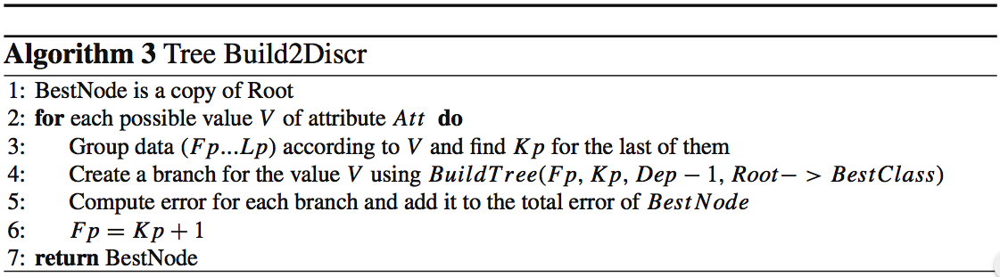 Algorithm 3 Tree Build2Discr
1: BestNode is a copy of Root
2: for each possible value V of attribute Att do
3: Group data (Fp...Lp) according to V and find Kp for the last of them
4: Create a branch for the value V using BuildTree(Fp, Kp, Dep − 1, Root− > BestClass)
5: Compute error for each branch and add it to the total error of BestNode
6: Fp = Kp + 1
7: return BestNode